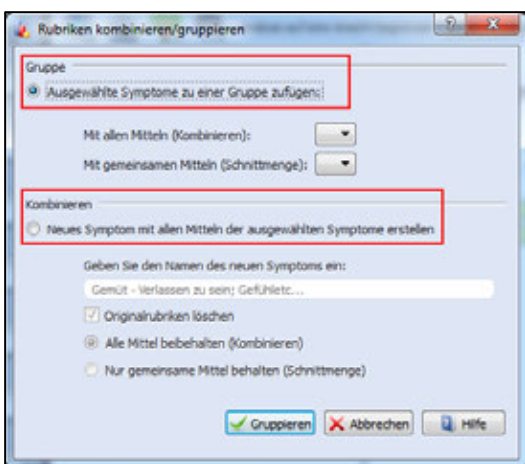 Rubriken kombinieren/gruppieren
Gruppe
Ausgewählte Symptome zu einer Gruppe zufügen:
Mit allen Mitteln (Kombinieren):
Mit gemeinsamen Mitteln (Schnittmenge):
Kombinieren
Neues Symptom mit allen Mitteln der ausgewählten Symptome erstellen
Geben Sie den Namen des neuen Symptoms ein:
Gemüt - Verlassen zu sein; Gefühletc...
Originalrubriken löschen
Alle Mittel beibehalten (Kombinieren)
Nur gemeinsame Mittel behalten (Schnittmenge)
Gruppieren Abbrechen Hilfe